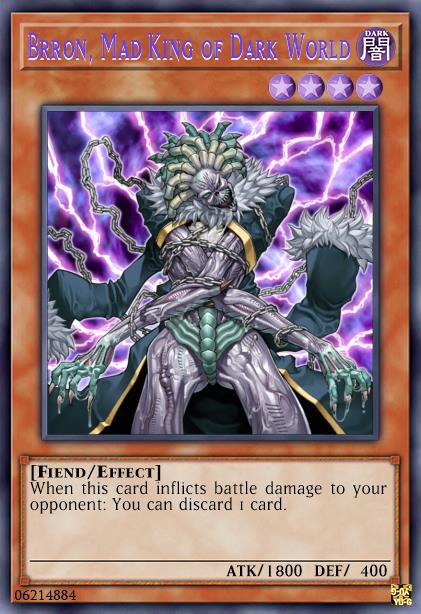 Brron, Mad King of Dark World
DARK
闇
[Fiend/Effect]
When this card inflicts battle damage to your
opponent: You can discard 1 card.
ATK/1800 DEF/ 400
06214884